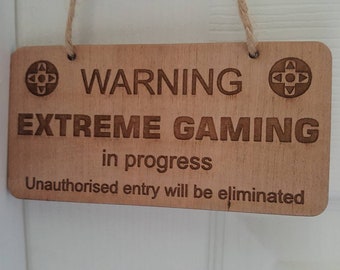 WARNING
EXTREME GAMING
in progress
Unauthorised entry will be eliminated